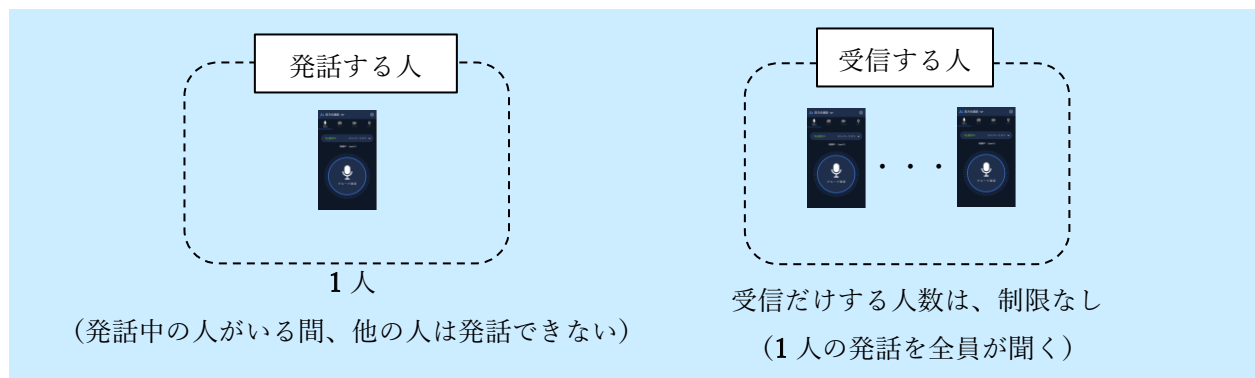 発話する人
1人
（発話中の人がいる間、他の人は発話できない）
受信する人
・・・
受信だけする人数は、制限なし
（1人の発話を全員が聞く）